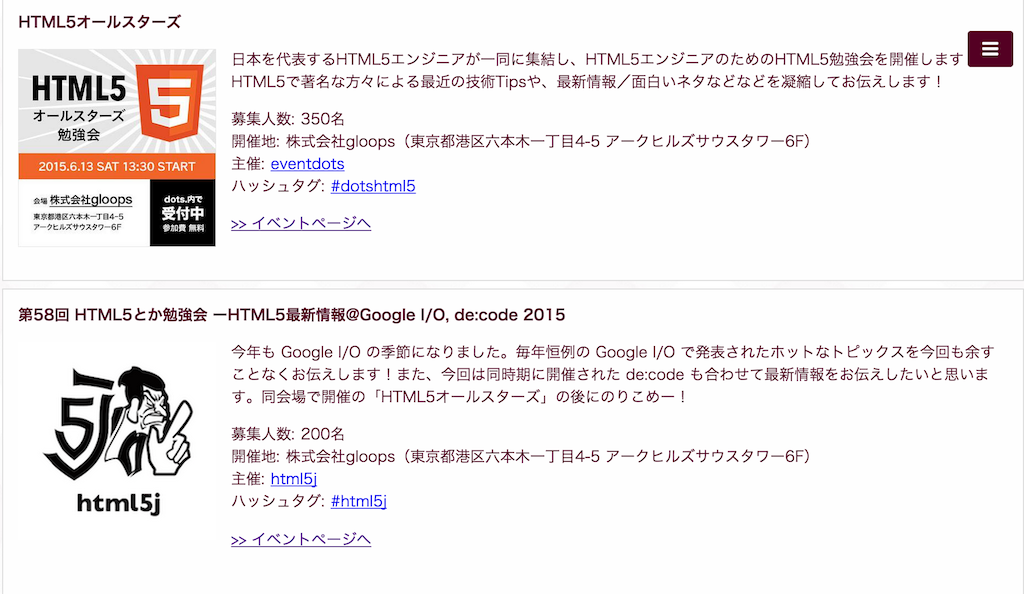 HTML5オールスターズ
HTML5
オールスターズ
勉強会
2015.6.13 SAT 13:30 START
会場 株式会社gloops
東京都港区六本木一丁目4-5
アークヒルズサウスタワー6F
dots.内で
受付中
参加費 無料
日本を代表するHTML5エンジニアが一同に集結し、HTML5エンジニアのためのHTML5勉強会を開催します
HTML5で著名な方々による最近の技術Tipsや、最新情報／面白いネタなどなどを凝縮してお伝えします！
募集人数: 350名
開催地: 株式会社gloops（東京都港区六本木一丁目4-5 アークヒルズサウスタワー6F）
主催: eventdots
ハッシュタグ: #dotshtml5
>> イベントページへ
第58回 HTML5とか勉強会 ーHTML5最新情報@Google I/O, de:code 2015
5j
html5j
今年も Google I/O の季節になりました。毎年恒例の Google I/O で発表されたホットなトピックスを今回も余す
ことなくお伝えします！また、今回は同時期に開催された de:code も合わせて最新情報をお伝えしたいと思いま
す。同会場で開催の「HTML5オールスターズ」の後にのりこめー！
募集人数: 200名
開催地: 株式会社gloops（東京都港区六本木一丁目4-5 アークヒルズサウスタワー6F）
主催: html5j
ハッシュタグ: #html5j
>> イベントページへ